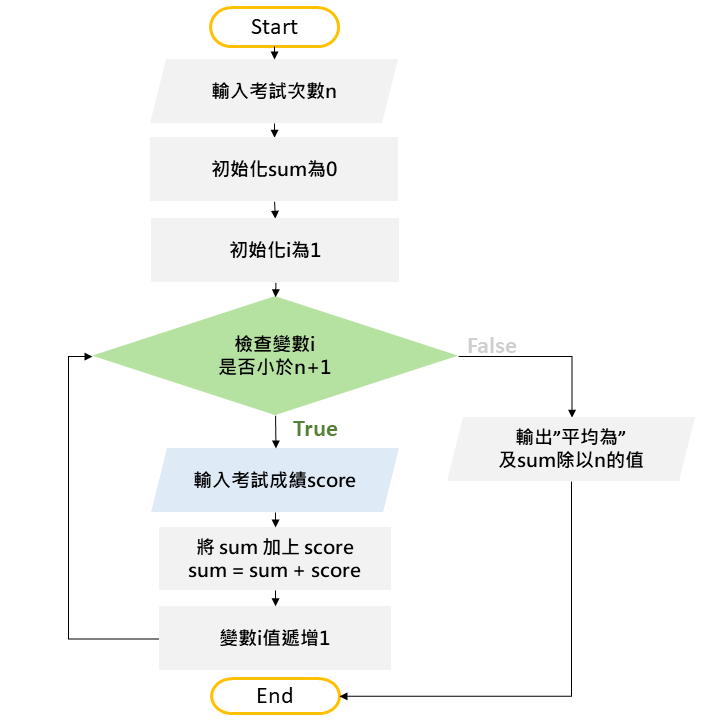 Start
輸入考試次數n
初始化sum為0
初始化i為1
檢查變數i
是否小於n+1
False
True
輸出”平均為”
及sum除以n的值
輸入考試成績score
將 sum 加上 score
sum = sum + score
變數i值遞增1
End